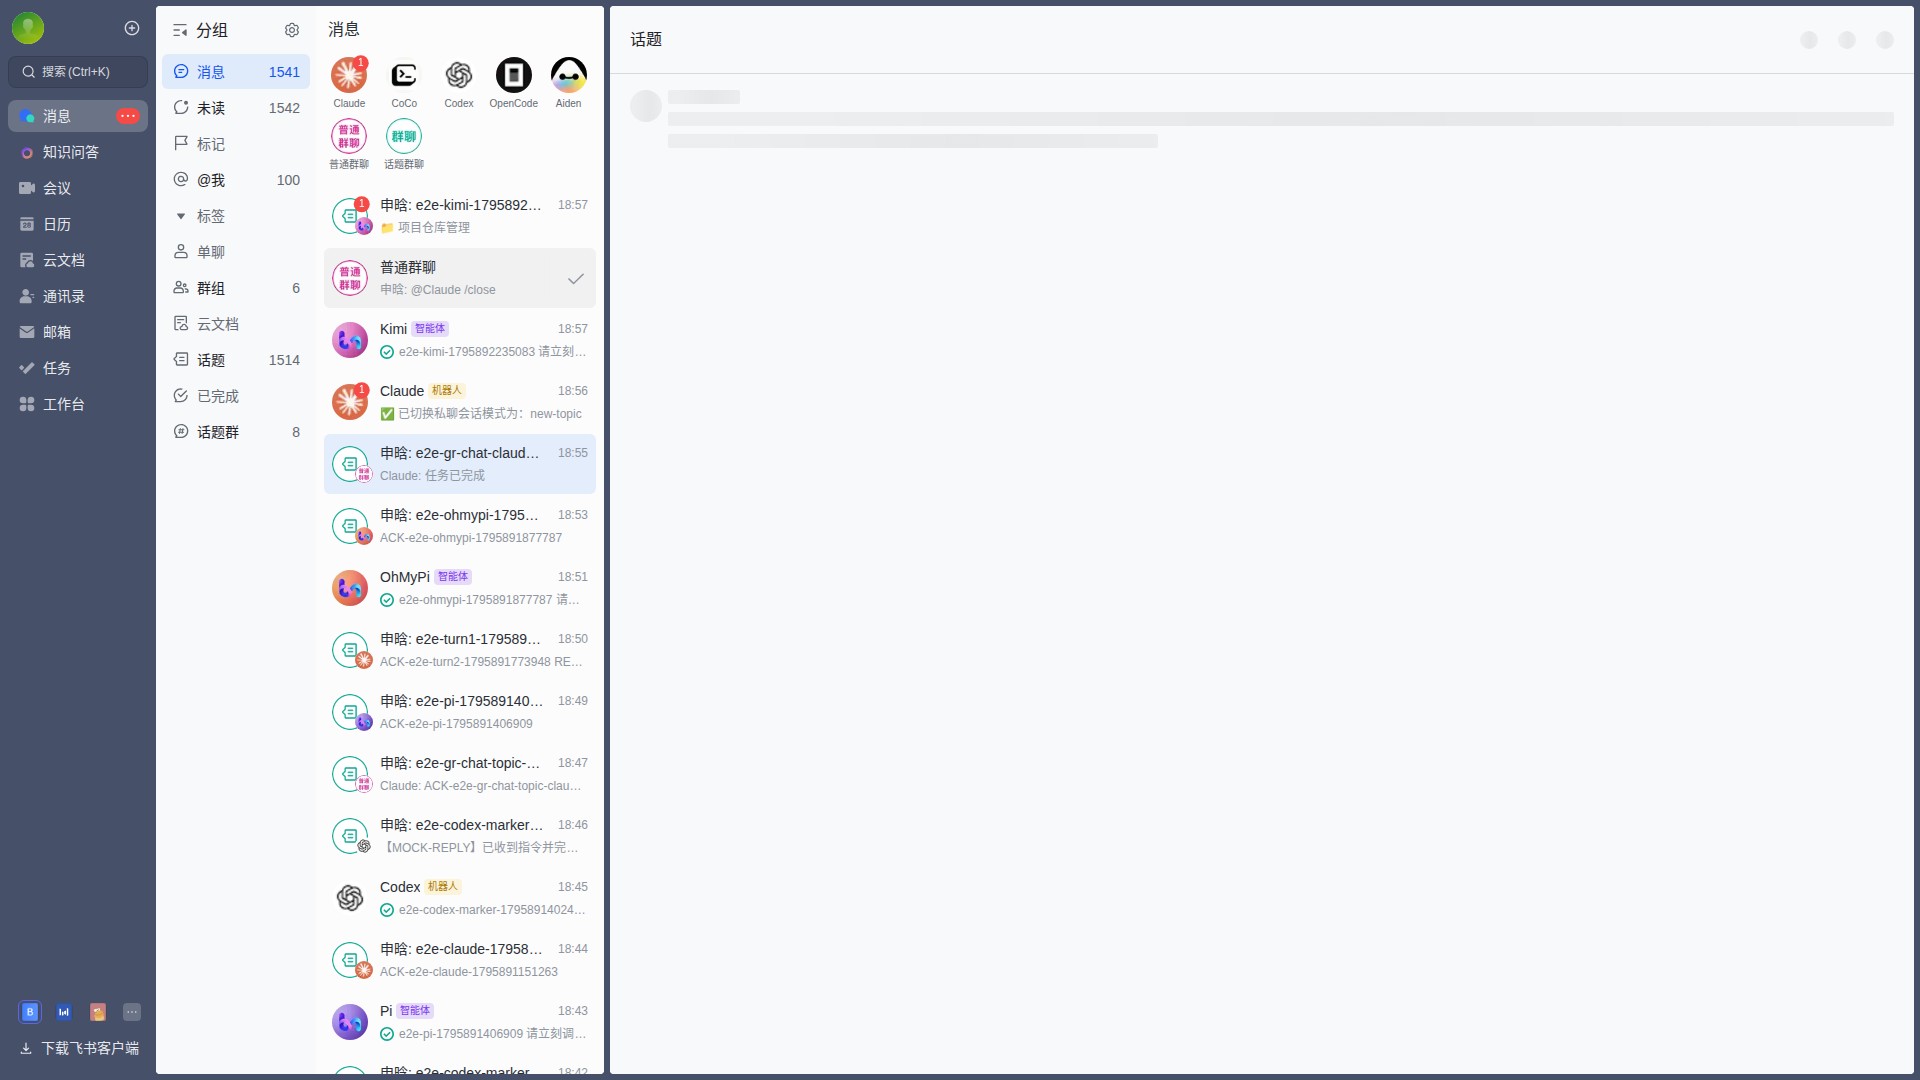 搜索 (Ctrl+K)
消息
知识问答
会议
日历
云文档
通讯录
邮箱
任务
工作台
下载飞书客户端
分组
消息 1541
未读 1542
标记
@我 100
标签
单聊
群组 6
云文档
话题 1514
已完成
话题群 8
消息
1
Claude
CoCo
Codex
OpenCode
Aiden
普通群聊
普通群聊
群聊
话题群聊
1
申晗: e2e-kimi-1795892... 18:57
📁 项目仓库管理
普通群聊
普通群聊
申晗: @Claude /close
Kimi 智能体 18:57
e2e-kimi-1795892235083 请立刻...
1
Claude 机器人 18:56
✅ 已切换私聊会话模式为：new-topic
申晗: e2e-gr-chat-claud... 18:55
Claude: 任务已完成
申晗: e2e-ohmypi-1795... 18:53
ACK-e2e-ohmypi-1795891877787
OhMyPi 智能体 18:51
e2e-ohmypi-1795891877787 请...
申晗: e2e-turn1-179589... 18:50
ACK-e2e-turn2-1795891773948 RE...
申晗: e2e-pi-179589140... 18:49
ACK-e2e-pi-1795891406909
申晗: e2e-gr-chat-topic-... 18:47
Claude: ACK-e2e-gr-chat-topic-clau...
申晗: e2e-codex-marker... 18:46
【MOCK-REPLY】已收到指令并完...
Codex 机器人 18:45
e2e-codex-marker-17958914024...
申晗: e2e-claude-17958... 18:44
ACK-e2e-claude-1795891151263
Pi 智能体 18:43
e2e-pi-1795891406909 请立刻调...
申晗: e2e-codex-marker... 18:42
话题